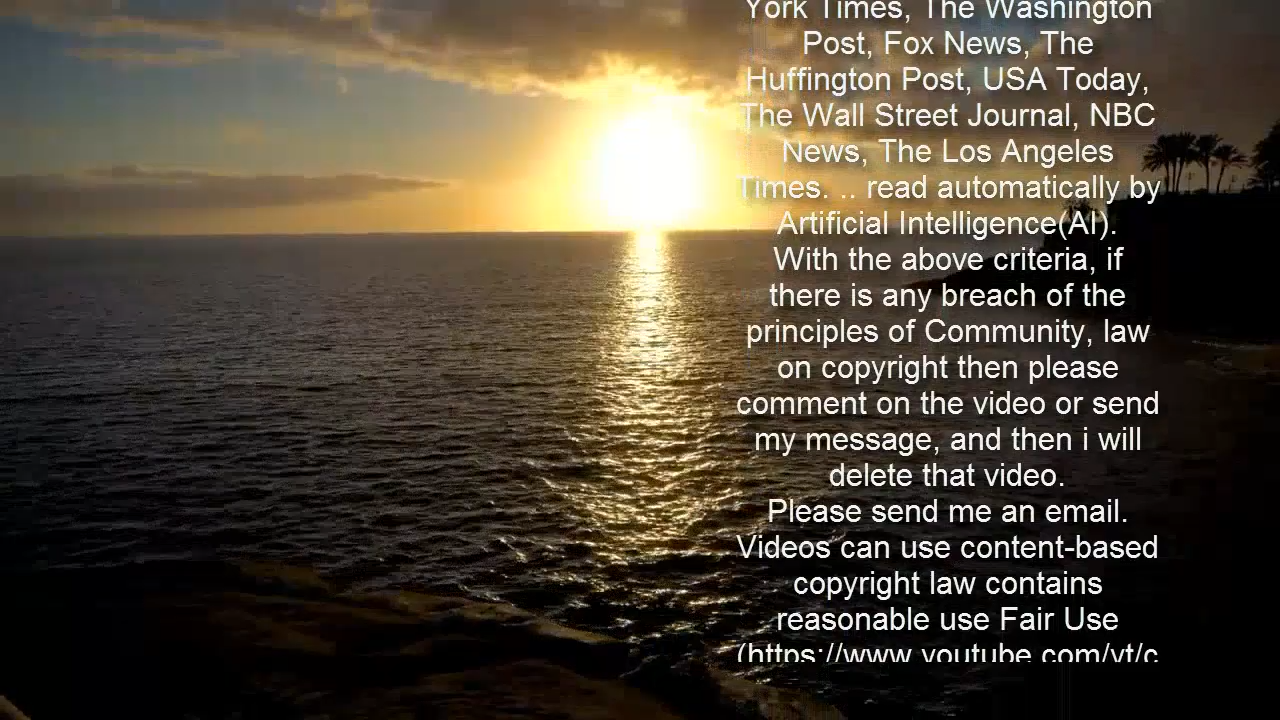 York Times, The Washington
Post, Fox News, The
Huffington Post, USA Today,
The Wall Street Journal, NBC
News, The Los Angeles
Times. .. read automatically by
Artificial Intelligence(AI).
With the above criteria, if
there is any breach of the
principles of Community, law
on copyright then please
comment on the video or send
my message, and then i will
delete that video.
Please send me an email.
Videos can use content-based
copyright law contains
reasonable use Fair Use
(https://www.youtube.com/yt/c